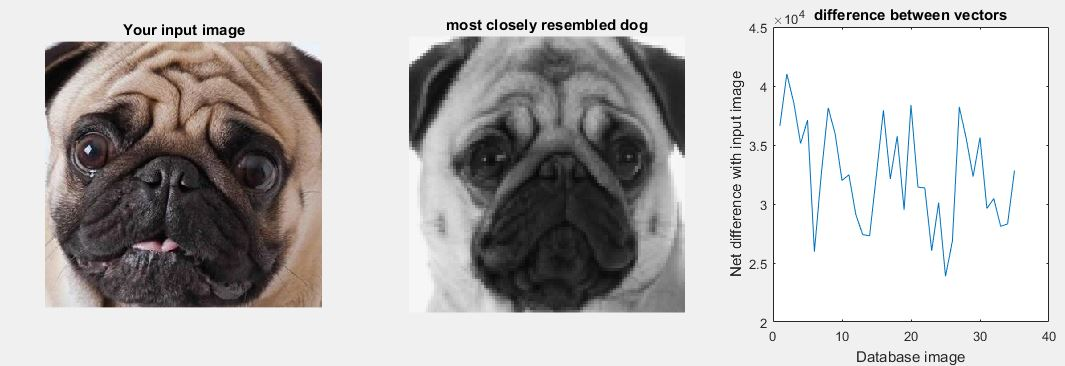 Your input image
most closely resembled dog
×10⁴ difference between vectors
Net difference with input image
4.5
4
3.5
3
2.5
2
0 10 20 30 40
Database image